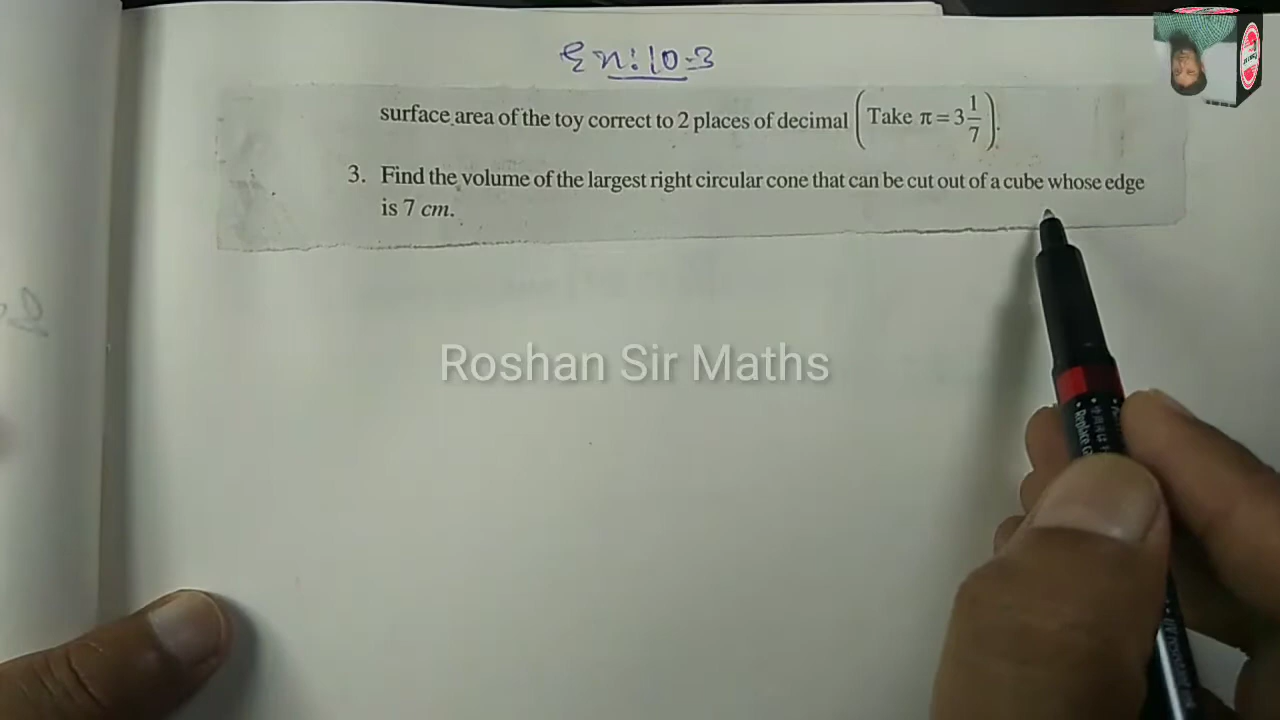 Ex: 10.3
surface area of the toy correct to 2 places of decimal (Take π = 3 1/7).
3. Find the volume of the largest right circular cone that can be cut out of a cube whose edge
is 7 cm.
Roshan Sir Maths